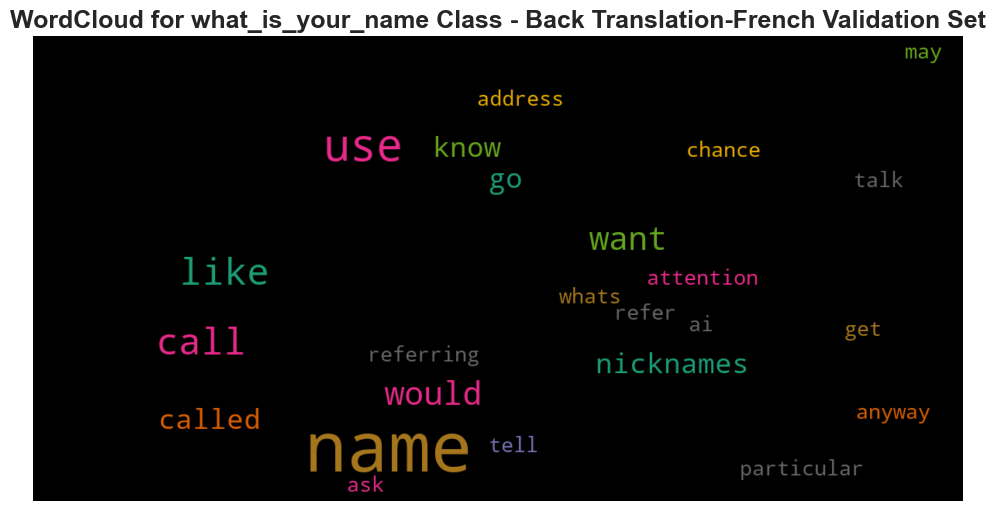 WordCloud for what_is_your_name Class - Back Translation-French Validation Set
may
address
use
know
chance
go
talk
want
like
attention
whats
refer
ai
get
call
referring
nicknames
would
called
anyway
name
tell
particular
ask